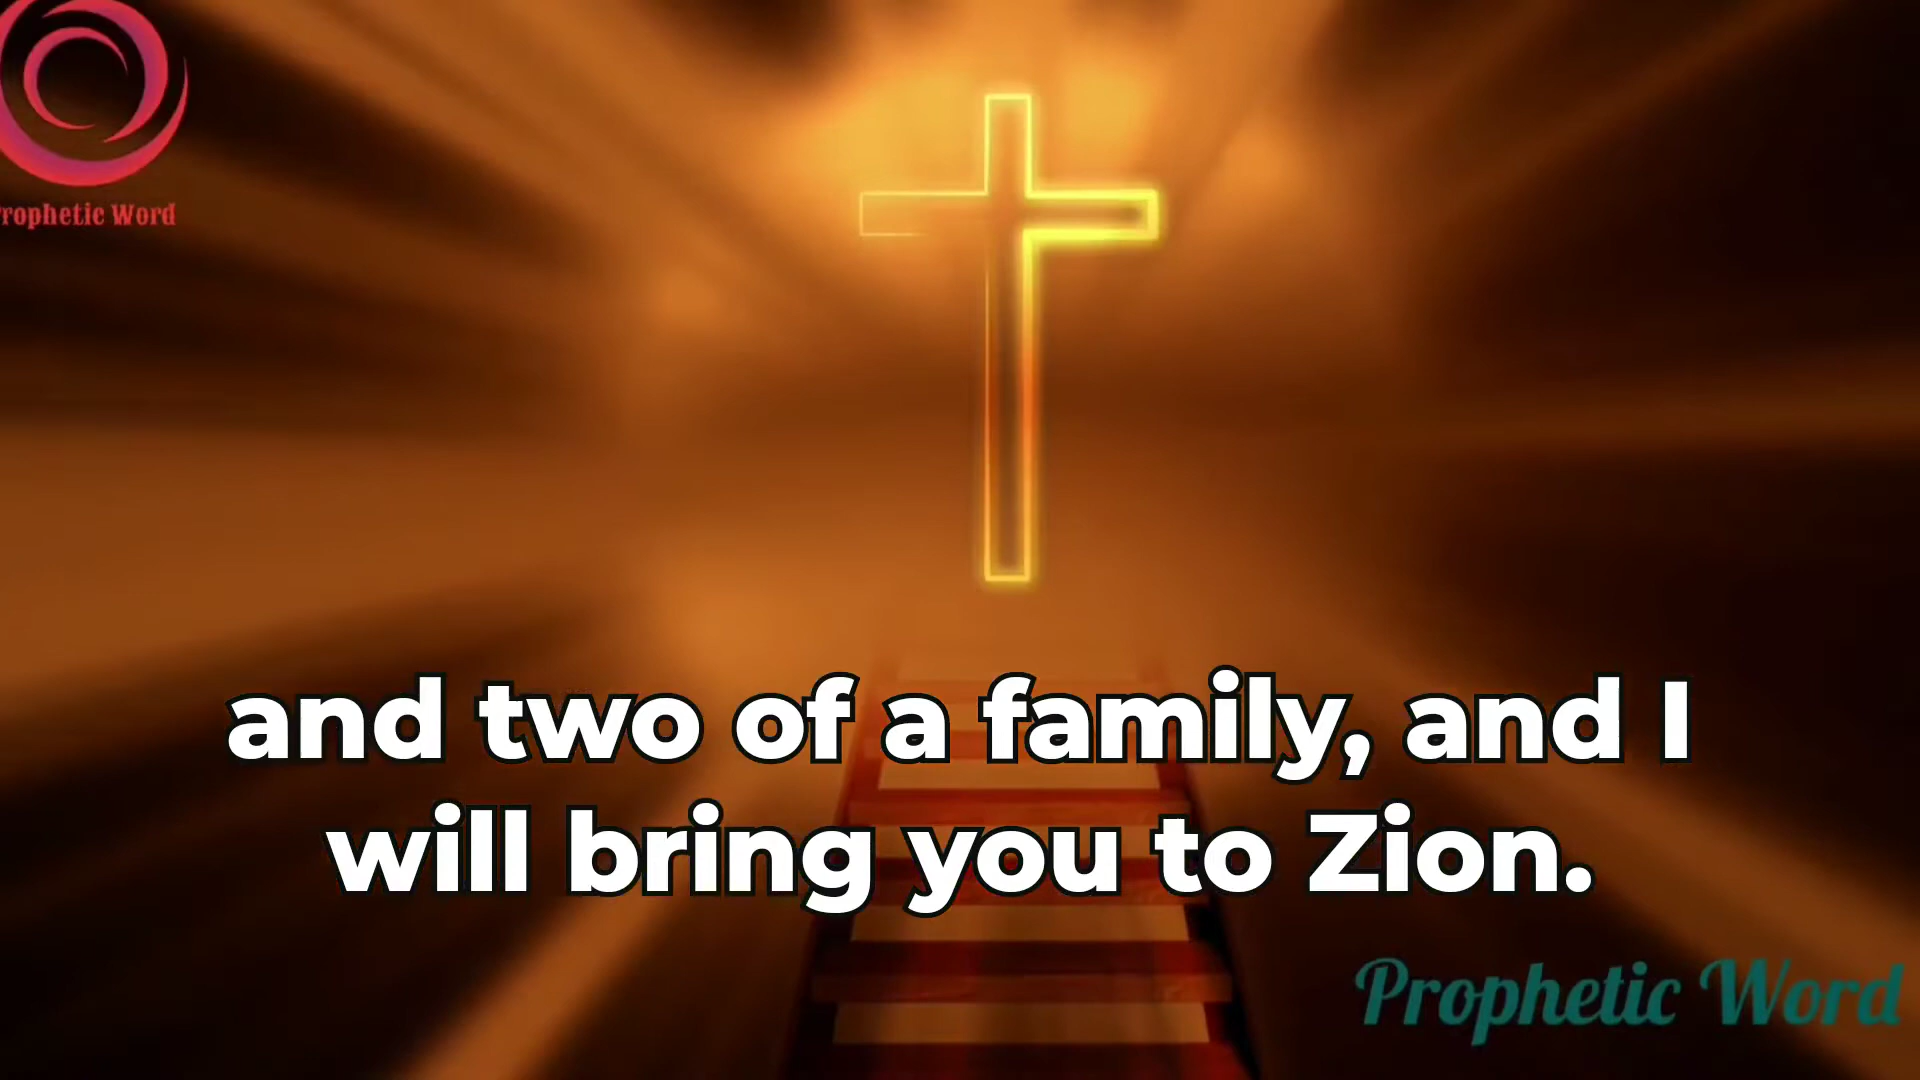 rophetic Word
and two of a family, and I
will bring you to Zion.
Prophetic Word